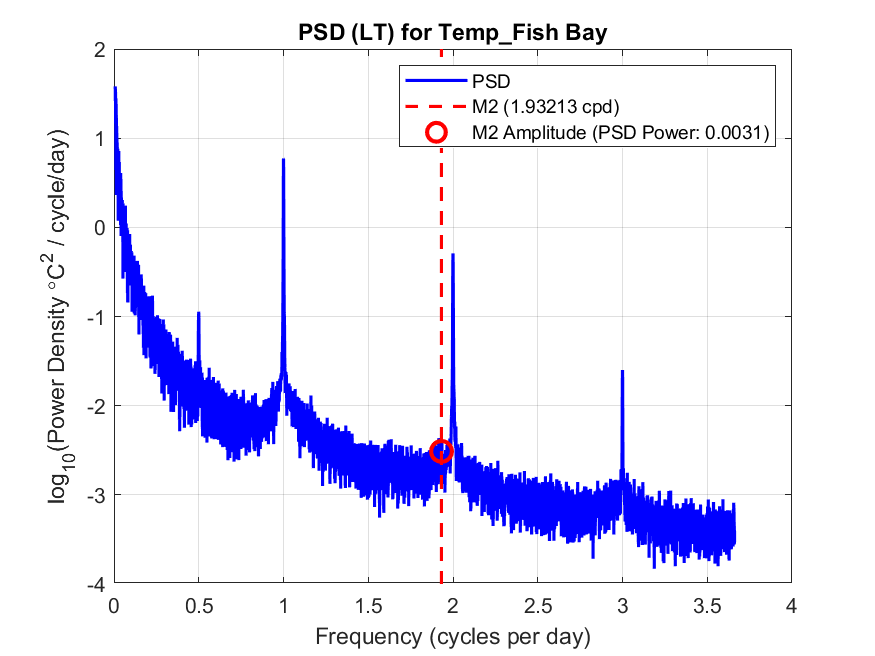 PSD (LT) for Temp_Fish Bay
PSD
M2 (1.93213 cpd)
M2 Amplitude (PSD Power: 0.0031)
log10(Power Density °C2 / cycle/day)
2
1
0
-1
-2
-3
-4
0 0.5 1 1.5 2 2.5 3 3.5 4
Frequency (cycles per day)